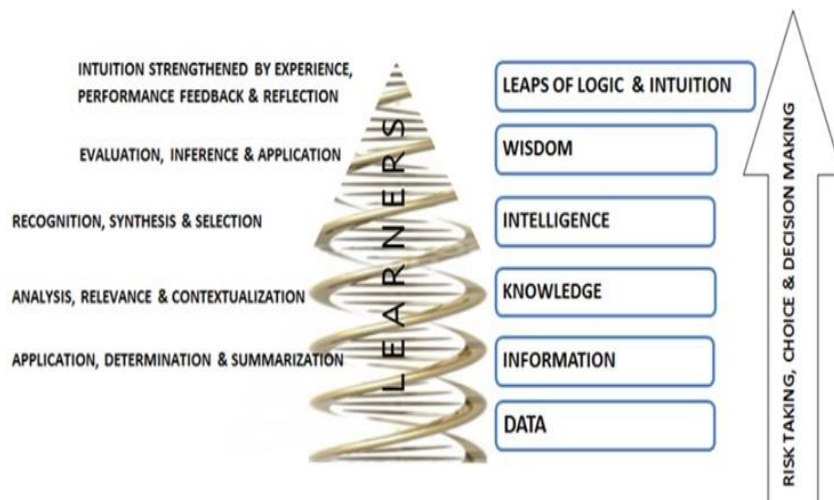 INTUITION STRENGTHENED BY EXPERIENCE,
PERFORMANCE FEEDBACK & REFLECTION
LEAPS OF LOGIC & INTUITION
EVALUATION, INFERENCE & APPLICATION
WISDOM
RECOGNITION, SYNTHESIS & SELECTION
INTELLIGENCE
ANALYSIS, RELEVANCE & CONTEXTUALIZATION
KNOWLEDGE
APPLICATION, DETERMINATION & SUMMARIZATION
INFORMATION
DATA
LEARNERS
RISK TAKING, CHOICE & DECISION MAKING